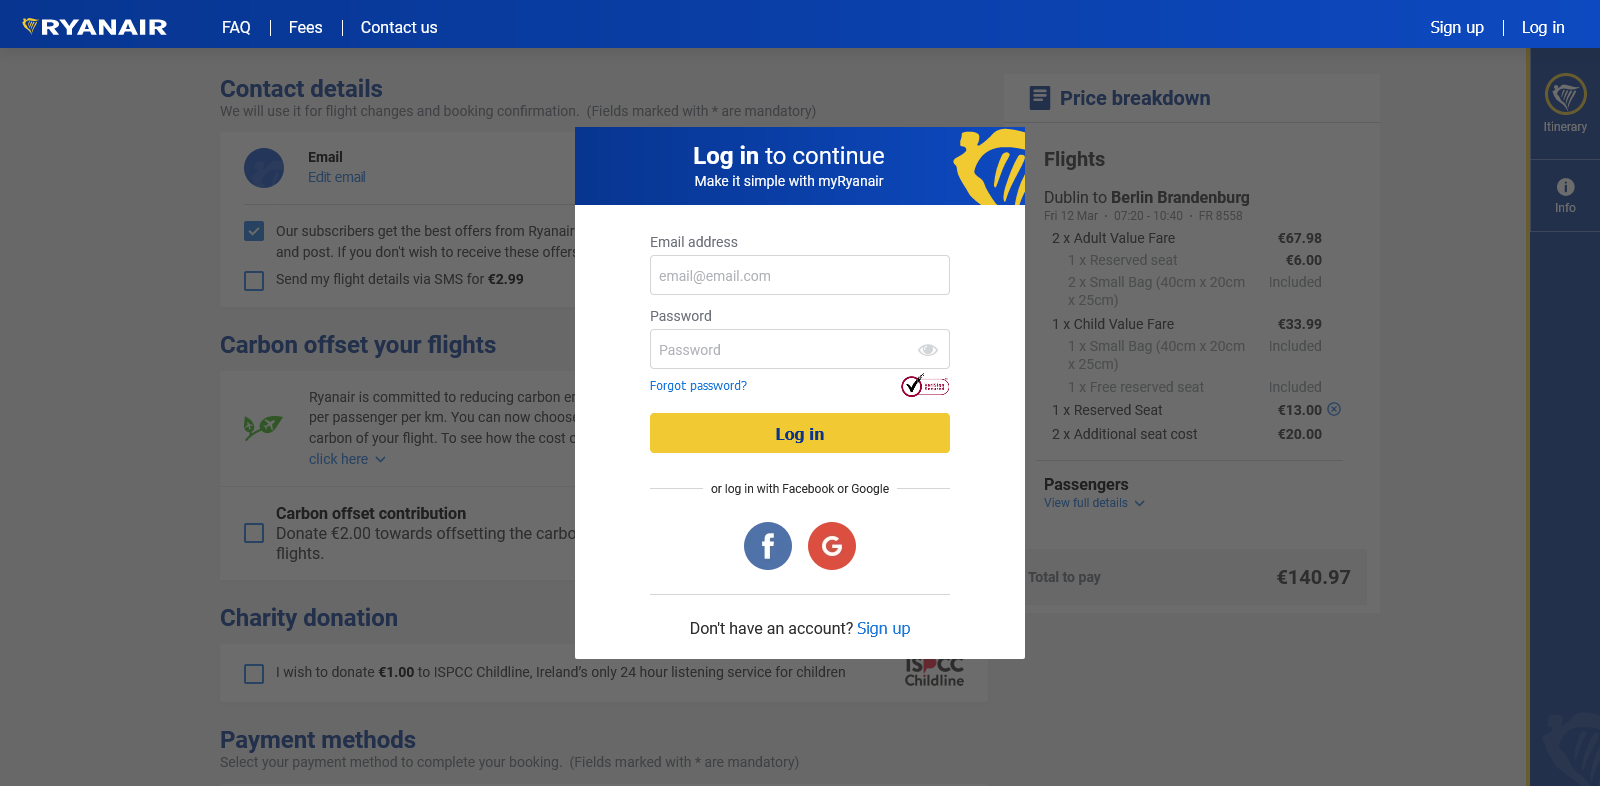 RYANAIR
FAQ
Fees
Contact us
Sign up
Log in
Contact details
We will use it for flight changes and booking confirmation. (Fields marked with * are mandatory)
Email
Edit email
Our subscribers get the best offers from Ryanair
and post. If you don't wish to receive these offers
Send my flight details via SMS for €2.99
Carbon offset your flights
Ryanair is committed to reducing carbon em
per passenger per km. You can now choose
carbon of your flight. To see how the cost o
click here
Carbon offset contribution
Donate €2.00 towards offsetting the carbo
flights.
Charity donation
I wish to donate €1.00 to ISPCC Childline, Ireland's only 24 hour listening service for children
ISPCC
Childline
Payment methods
Select your payment method to complete your booking. (Fields marked with * are mandatory)
Log in to continue
Make it simple with myRyanair
Email address
email@email.com
Password
Password
Forgot password?
Log in
or log in with Facebook or Google
f
G
Don't have an account? Sign up
Price breakdown
Flights
Dublin to Berlin Brandenburg
Fri 12 Mar • 07:20 - 10:40 • FR 8558
2 x Adult Value Fare €67.98
1 x Reserved seat €6.00
2 x Small Bag (40cm x 20cm Included
x 25cm)
1 x Child Value Fare €33.99
1 x Small Bag (40cm x 20cm Included
x 25cm)
1 x Free reserved seat Included
1 x Reserved Seat €13.00
2 x Additional seat cost €20.00
Passengers
View full details
Total to pay €140.97
Itinerary
Info